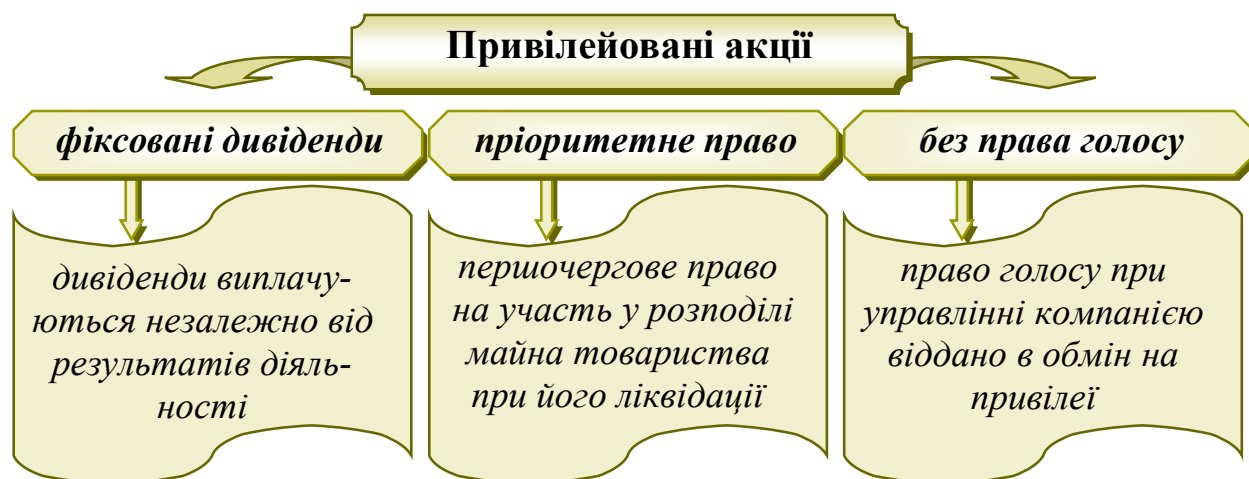 Привілейовані акції
фіксовані дивіденди
пріоритетне право
без права голосу
дивіденди виплачу-
ються незалежно від
результатів діяль-
ності
першочергове право
на участь у розподілі
майна товариства
при його ліквідації
право голосу при
управлінні компанією
віддано в обмін на
привілеї